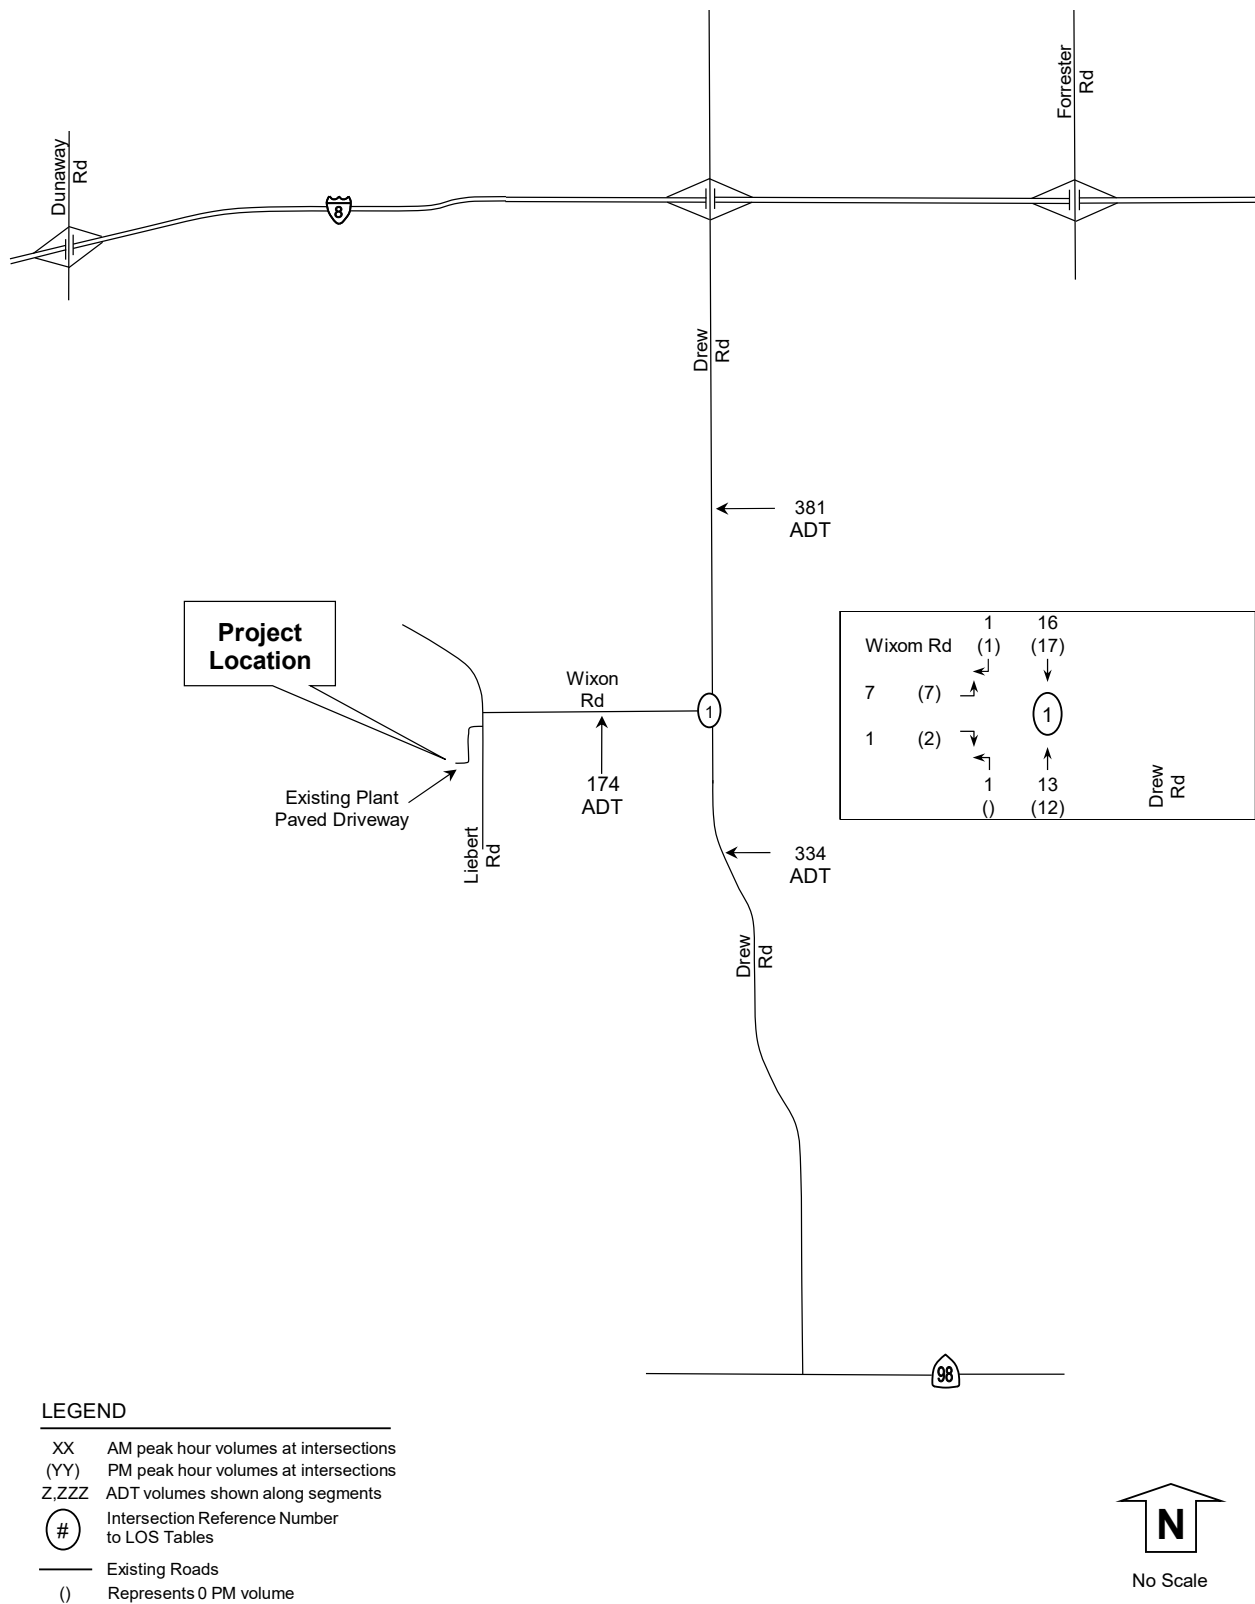 Forrester
Rd
Dunaway
Rd
8
Drew
Rd
381
ADT
Project
Location
Wixon
Rd
1
174
ADT
Existing Plant
Paved Driveway
Liebert
Rd
1 16
Wixom Rd (1) (17)
7 (7)
1
1 (2)
1 13
() (12)
Drew
Rd
334
ADT
Drew
Rd
98
LEGEND
XX AM peak hour volumes at intersections
(YY) PM peak hour volumes at intersections
Z,ZZZ ADT volumes shown along segments
# Intersection Reference Number
to LOS Tables
Existing Roads
() Represents 0 PM volume
N
No Scale